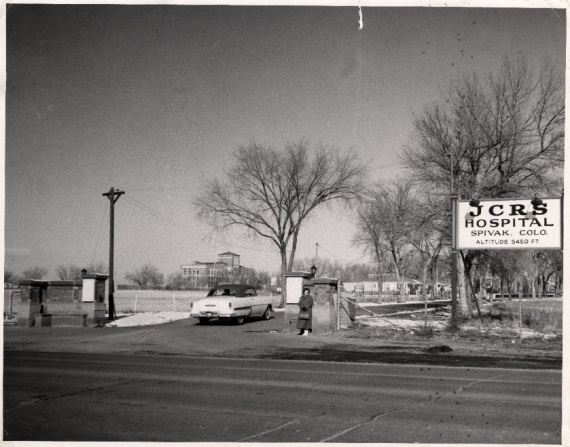 JCRS
HOSPITAL
SPIVAK. COLO.
ALTITUDE 5450 FT